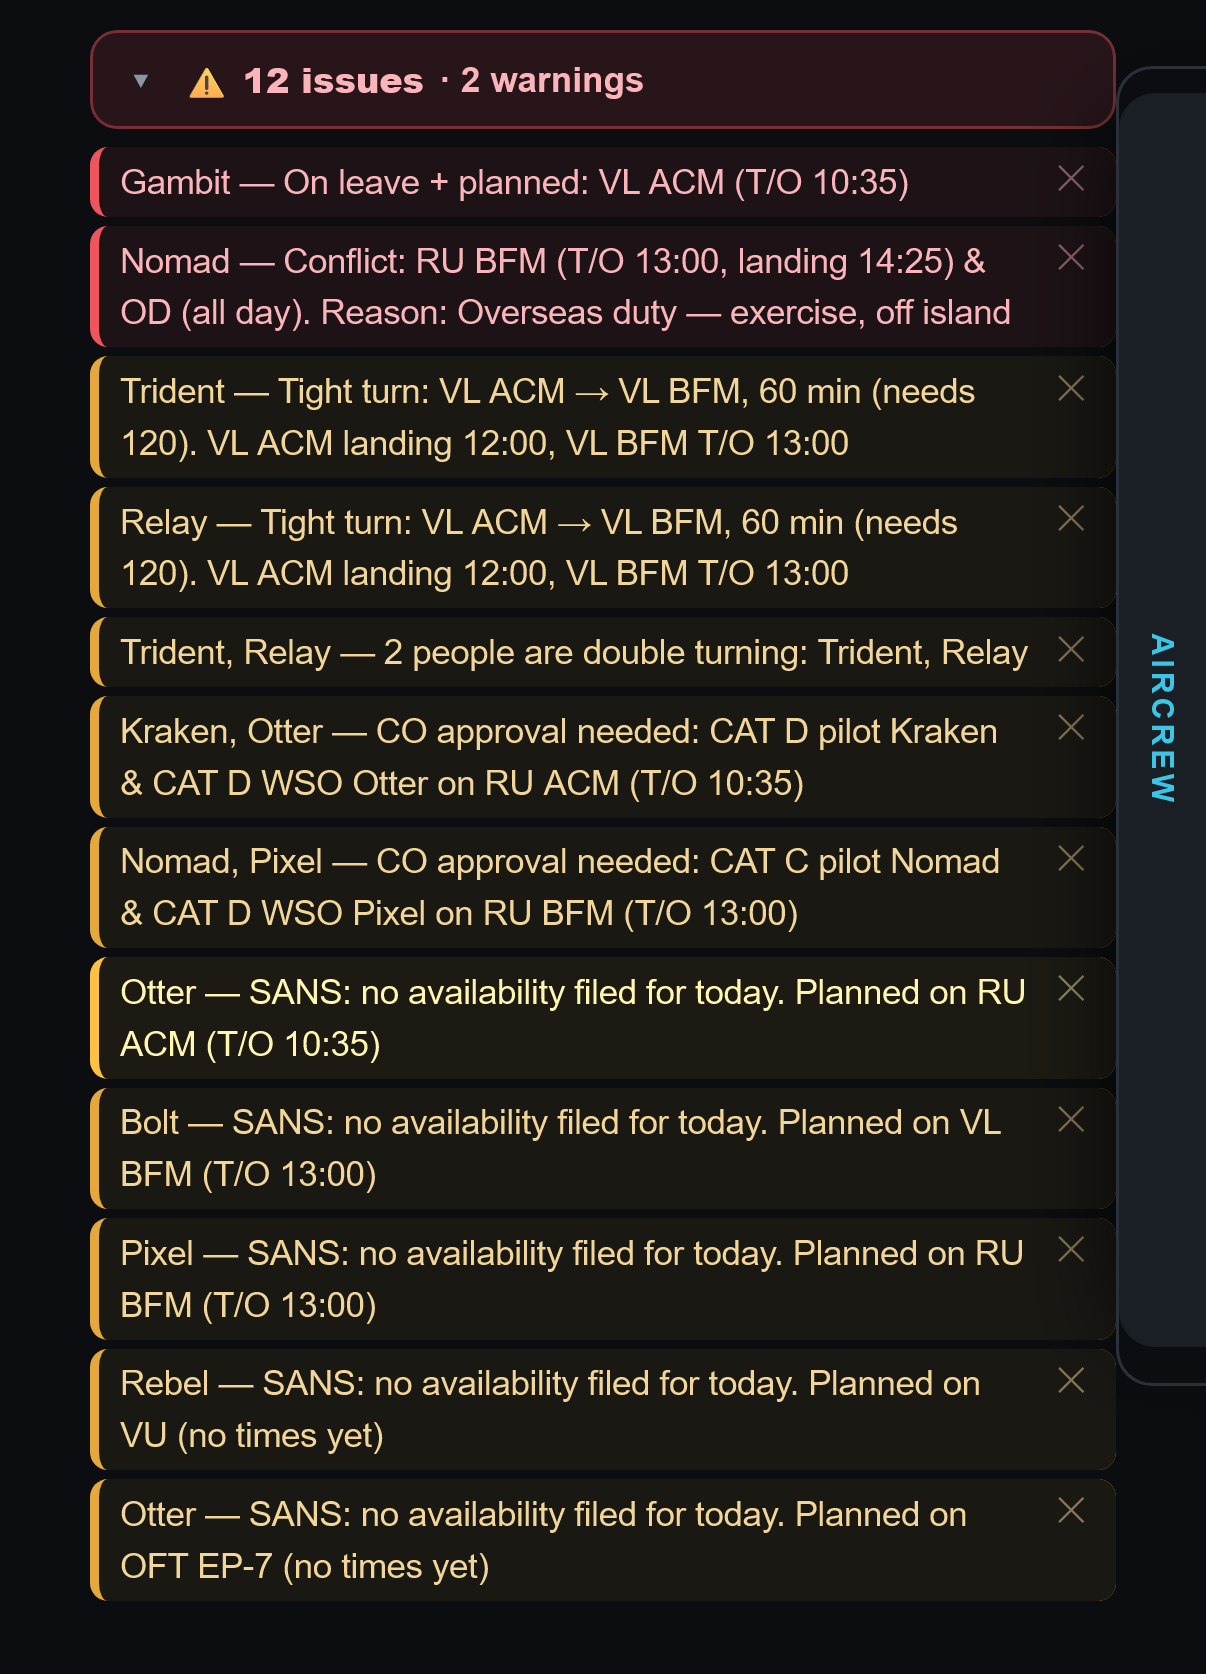 ▼ ⚠️ 12 issues · 2 warnings
Gambit — On leave + planned: VL ACM (T/O 10:35)
Nomad — Conflict: RU BFM (T/O 13:00, landing 14:25) &
OD (all day). Reason: Overseas duty — exercise, off island
Trident — Tight turn: VL ACM → VL BFM, 60 min (needs
120). VL ACM landing 12:00, VL BFM T/O 13:00
Relay — Tight turn: VL ACM → VL BFM, 60 min (needs
120). VL ACM landing 12:00, VL BFM T/O 13:00
Trident, Relay — 2 people are double turning: Trident, Relay
Kraken, Otter — CO approval needed: CAT D pilot Kraken
& CAT D WSO Otter on RU ACM (T/O 10:35)
Nomad, Pixel — CO approval needed: CAT C pilot Nomad
& CAT D WSO Pixel on RU BFM (T/O 13:00)
Otter — SANS: no availability filed for today. Planned on RU
ACM (T/O 10:35)
Bolt — SANS: no availability filed for today. Planned on VL
BFM (T/O 13:00)
Pixel — SANS: no availability filed for today. Planned on RU
BFM (T/O 13:00)
Rebel — SANS: no availability filed for today. Planned on
VU (no times yet)
Otter — SANS: no availability filed for today. Planned on
OFT EP-7 (no times yet)
AIRCREW